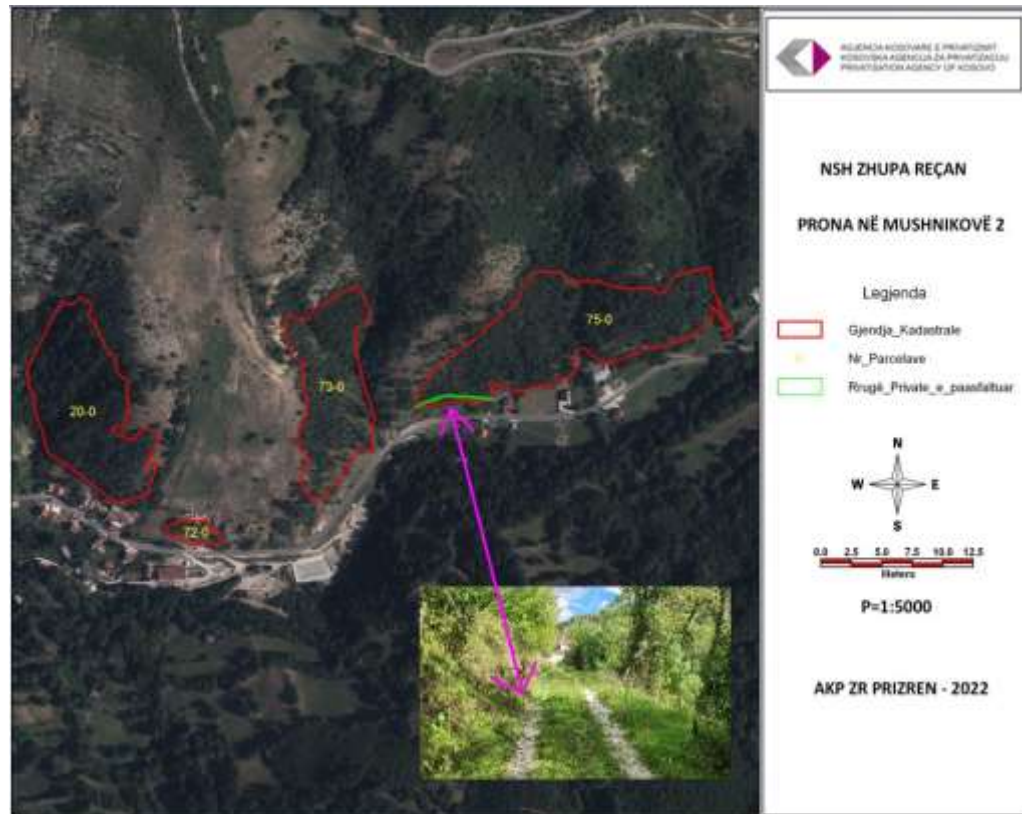 AGJENCIA KOSOVARE E PRIVATIZIMIT
KOSOVSKA AGENCIJA ZA PRIVATIZACIJU
PRIVATISATION AGENCY OF KOSOVO
NSH ZHUPA REÇAN
PRONA NË MUSHNIKOVË 2
Legjenda
Gjendja_Kadastrale
Nr_Parcelave
Rrugë_Private_e_paasfaltuar
N
W E
S
0.0 2.5 5.0 7.5 10.0 12.5
Meters
P=1:5000
AKP ZR PRIZREN - 2022
75-0
73-0
20-0
72-0